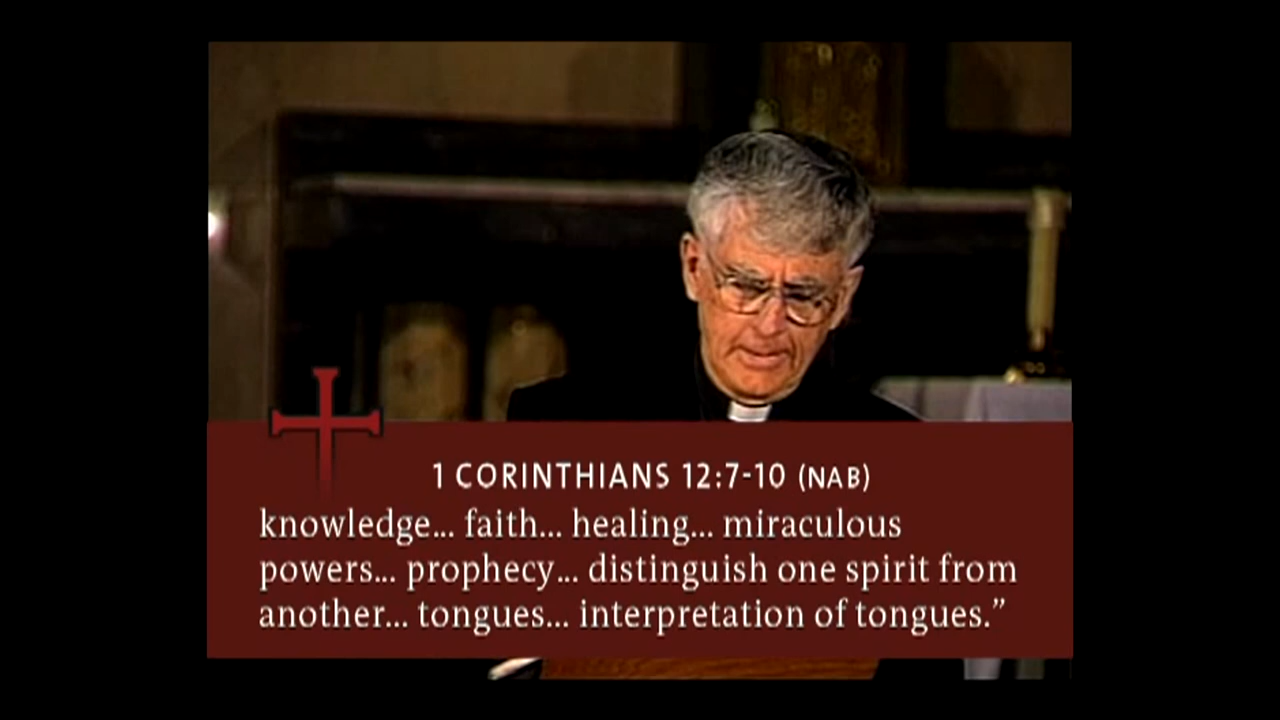 1 CORINTHIANS 12:7-10 (NAB)
knowledge... faith... healing... miraculous
powers... prophecy... distinguish one spirit from
another... tongues... interpretation of tongues.”